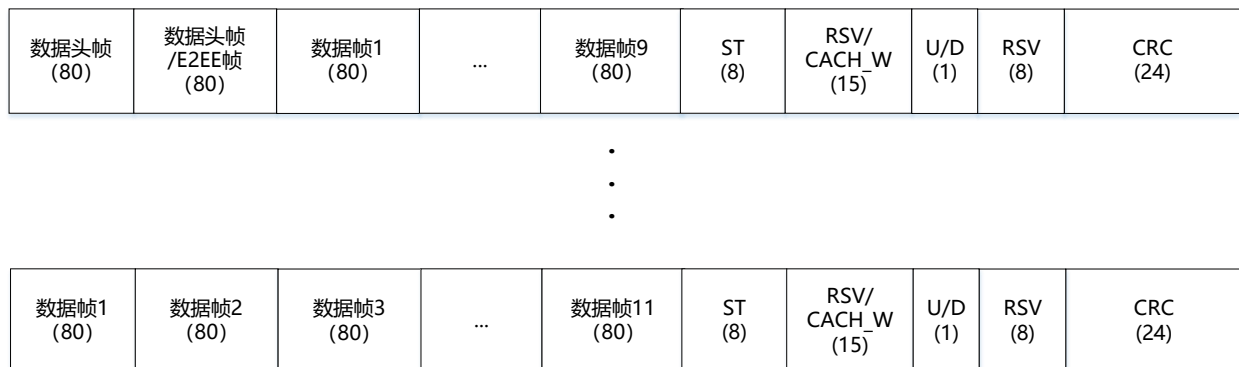 数据头帧
(80)
数据头帧
/E2EE帧
(80)
数据帧1
(80)
...
数据帧9
(80)
ST
(8)
RSV/
CACH_W
(15)
U/D
(1)
RSV
(8)
CRC
(24)
.
.
.
数据帧1
(80)
数据帧2
(80)
数据帧3
(80)
...
数据帧11
(80)
ST
(8)
RSV/
CACH_W
(15)
U/D
(1)
RSV
(8)
CRC
(24)